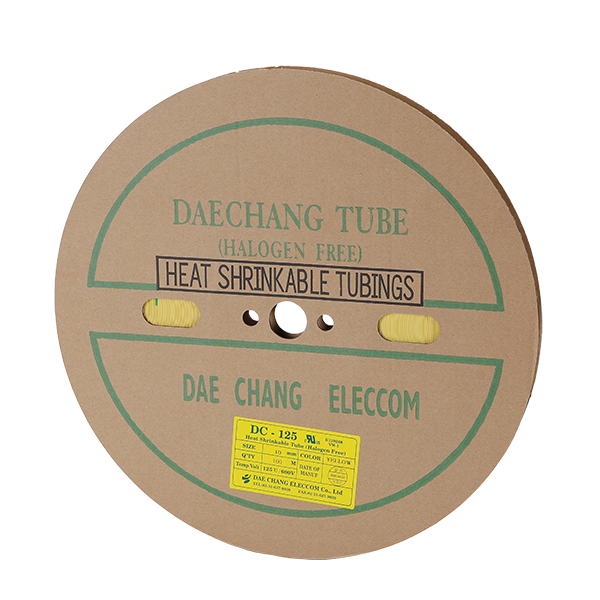 DAECHANG TUBE
(HALOGEN FREE)
HEAT SHRINKABLE TUBINGS
DAE CHANG ELECCOM
DC - 125
Heat Shrinkable Tube (Halogen Free)
SIZE mm COLOR YELLOW
Q'TY 100 M DATE OF MANUF
Temp Volt 125℃/600V
DAE CHANG ELECCOM Co., Ltd